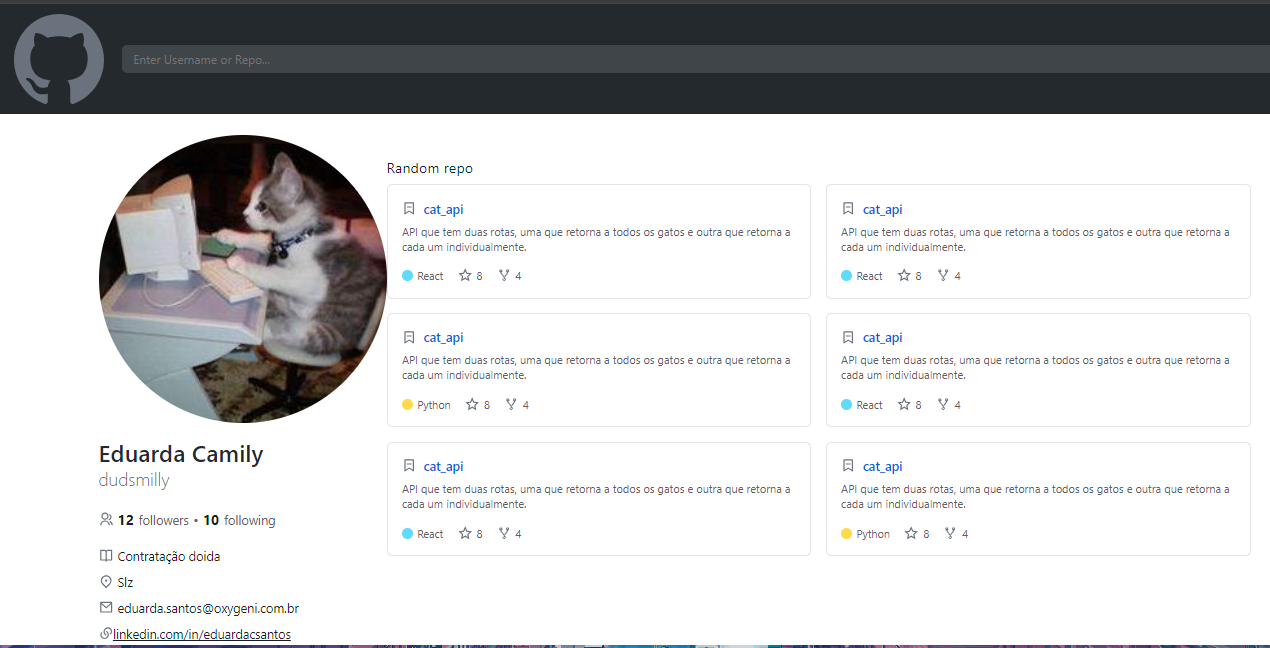 Enter Username or Repo...
Eduarda Camily
dudsmilly
12 followers • 10 following
Contratação doida
Slz
eduarda.santos@oxygeni.com.br
linkedin.com/in/eduardacsantos
Random repo
cat_api
API que tem duas rotas, uma que retorna a todos os gatos e outra que retorna a
cada um individualmente.
React 8 4
cat_api
API que tem duas rotas, uma que retorna a todos os gatos e outra que retorna a
cada um individualmente.
React 8 4
cat_api
API que tem duas rotas, uma que retorna a todos os gatos e outra que retorna a
cada um individualmente.
Python 8 4
cat_api
API que tem duas rotas, uma que retorna a todos os gatos e outra que retorna a
cada um individualmente.
React 8 4
cat_api
API que tem duas rotas, uma que retorna a todos os gatos e outra que retorna a
cada um individualmente.
React 8 4
cat_api
API que tem duas rotas, uma que retorna a todos os gatos e outra que retorna a
cada um individualmente.
Python 8 4